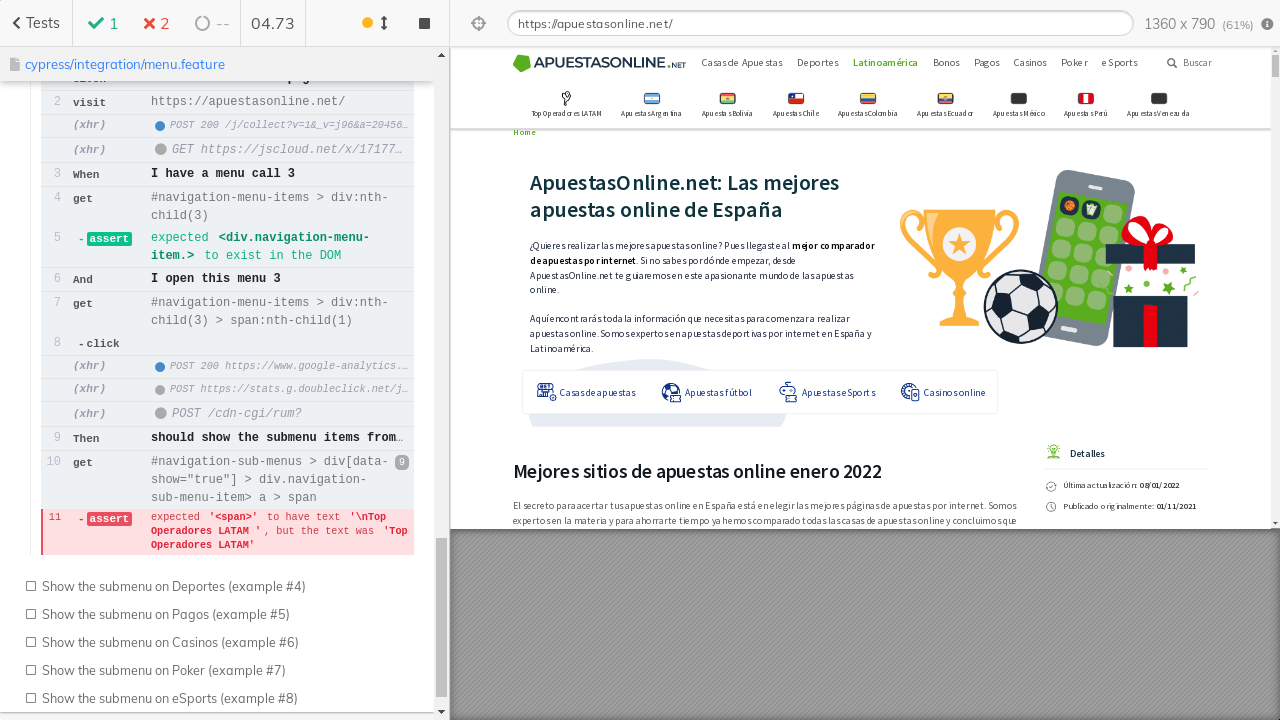 Tests
1
2
--
04.73
https://apuestasonline.net/
1360 x 790 (61%)
cypress/integration/menu.feature
2 visit https://apuestasonline.net/
(xhr) POST 200 /j/collect?v=1&_v=j96&a=20456…
(xhr) GET https://jscloud.net/x/17177…
3 When I have a menu call 3
4 get #navigation-menu-items > div:nth-
child(3)
5 -assert expected <div.navigation-menu-
item.> to exist in the DOM
6 And I open this menu 3
7 get #navigation-menu-items > div:nth-
child(3) > span:nth-child(1)
8 -click
(xhr) POST 200 https://www.google-analytics.…
(xhr) POST https://stats.g.doubleclick.net/j…
(xhr) POST /cdn-cgi/rum?
9 Then should show the submenu items from…
10 get #navigation-sub-menus > div[data- 9
show="true"] > div.navigation-
sub-menu-item> a > span
11 -assert expected '<span>' to have text '\nTop
Operadores LATAM ', but the text was 'Top
Operadores LATAM'
Show the submenu on Deportes (example #4)
Show the submenu on Pagos (example #5)
Show the submenu on Casinos (example #6)
Show the submenu on Poker (example #7)
Show the submenu on eSports (example #8)
APUESTASONLINE.NET
Casas de Apuestas Deportes Latinoamérica Bonos Pagos Casinos Poker eSports Buscar
Top Operadores LATAM Apuestas Argentina Apuestas Bolivia Apuestas Chile Apuestas Colombia Apuestas Ecuador Apuestas México Apuestas Perú Apuestas Venezuela
Home
ApuestasOnline.net: Las mejores
apuestas online de España
¿Quieres realizar las mejores apuestas online? Pues llegaste al mejor comparador
de apuestas por internet. Si no sabes por dónde empezar, desde
ApuestasOnline.net te guiaremos en este apasionante mundo de las apuestas
online.
Aquí encontrarás toda la información que necesitas para comenzar a realizar
apuestas online. Somos expertos en apuestas deportivas por internet en España y
Latinoamérica.
Casas de apuestas Apuestas fútbol Apuestas eSports Casinos online
Mejores sitios de apuestas online enero 2022
El secreto para acertar tus apuestas online en España está en elegir las mejores páginas de apuestas por internet. Somos
expertos en la materia y para ahorrarte tiempo ya hemos comparado todas las casas de apuestas online y concluimos que
Detalles
Última actualización: 08/01/2022
Publicado originalmente: 01/11/2021